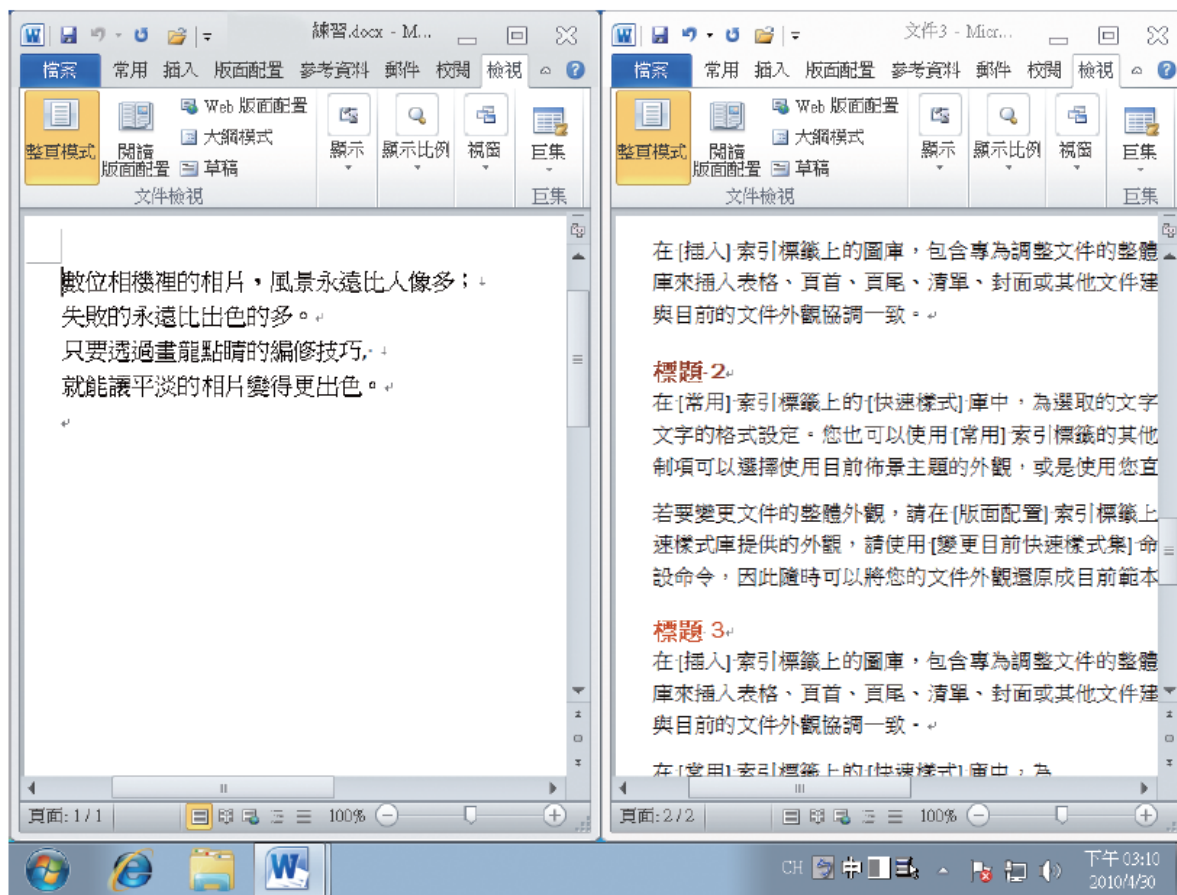 練習.docx - M...
檔案 常用 插入 版面配置 參考資料 郵件 校閱 檢視
整頁模式
閱讀
版面配置
Web 版面配置
大綱模式
草稿
顯示
顯示比例
視窗
巨集
文件檢視
巨集
數位相機裡的相片，風景永遠比人像多；
失敗的永遠比出色的多。
只要透過畫龍點睛的編修技巧,
就能讓平淡的相片變得更出色。
頁面: 1/1
100%
文件3 - Micr...
檔案 常用 插入 版面配置 參考資料 郵件 校閱 檢視
整頁模式
閱讀
版面配置
Web 版面配置
大綱模式
草稿
顯示
顯示比例
視窗
巨集
文件檢視
巨集
在 [插入] 索引標籤上的圖庫，包含專為調整文件的整體
庫來插入表格、頁首、頁尾、清單、封面或其他文件建
與目前的文件外觀協調一致。
標題 2
在 [常用] 索引標籤上的 [快速樣式] 庫中，為選取的文字
文字的格式設定。您也可以使用 [常用] 索引標籤的其他
制項可以選擇使用目前佈景主題的外觀，或是使用您直
若要變更文件的整體外觀，請在 [版面配置] 索引標籤上
速樣式庫提供的外觀，請使用 [變更目前快速樣式集] 命
設命令，因此隨時可以將您的文件外觀還原成目前範本
標題 3
在 [插入] 索引標籤上的圖庫，包含專為調整文件的整體
庫來插入表格、頁首、頁尾、清單、封面或其他文件建
與目前的文件外觀協調一致。
在 [常用] 索引標籤上的 [快速樣式] 庫中，為
頁面: 2/2
100%
CH 中
下午 03:10
2010/4/30